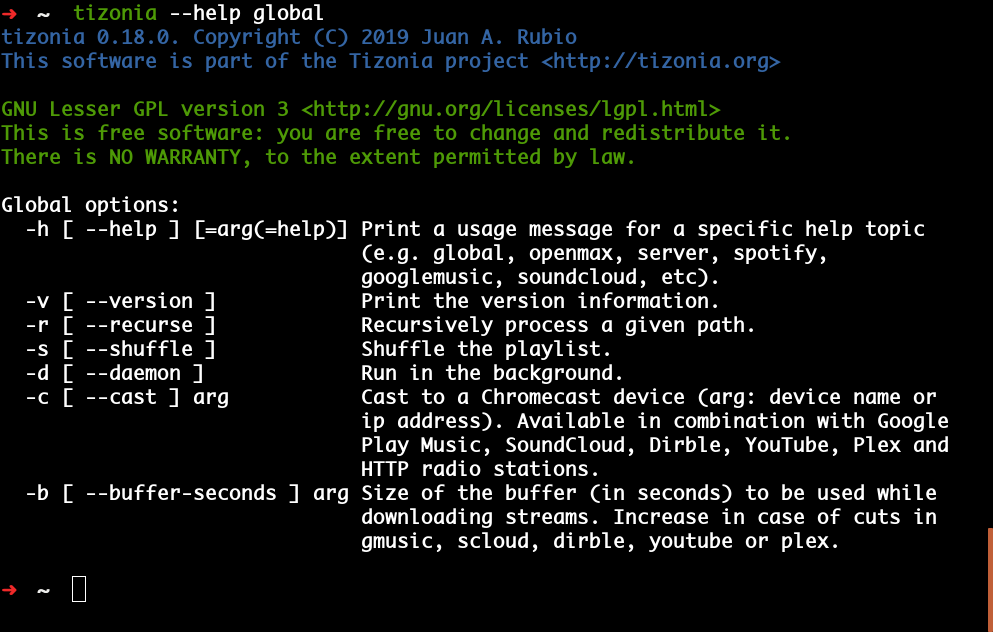 ➜  ~  tizonia --help global
tizonia 0.18.0. Copyright (C) 2019 Juan A. Rubio
This software is part of the Tizonia project <http://tizonia.org>

GNU Lesser GPL version 3 <http://gnu.org/licenses/lgpl.html>
This is free software: you are free to change and redistribute it.
There is NO WARRANTY, to the extent permitted by law.

Global options:
  -h [ --help ] [=arg(=help)] Print a usage message for a specific help topic
                              (e.g. global, openmax, server, spotify,
                              googlemusic, soundcloud, etc).
  -v [ --version ]            Print the version information.
  -r [ --recurse ]            Recursively process a given path.
  -s [ --shuffle ]            Shuffle the playlist.
  -d [ --daemon ]             Run in the background.
  -c [ --cast ] arg           Cast to a Chromecast device (arg: device name or
                              ip address). Available in combination with Google
                              Play Music, SoundCloud, Dirble, YouTube, Plex and
                              HTTP radio stations.
  -b [ --buffer-seconds ] arg Size of the buffer (in seconds) to be used while
                              downloading streams. Increase in case of cuts in
                              gmusic, scloud, dirble, youtube or plex.

➜  ~